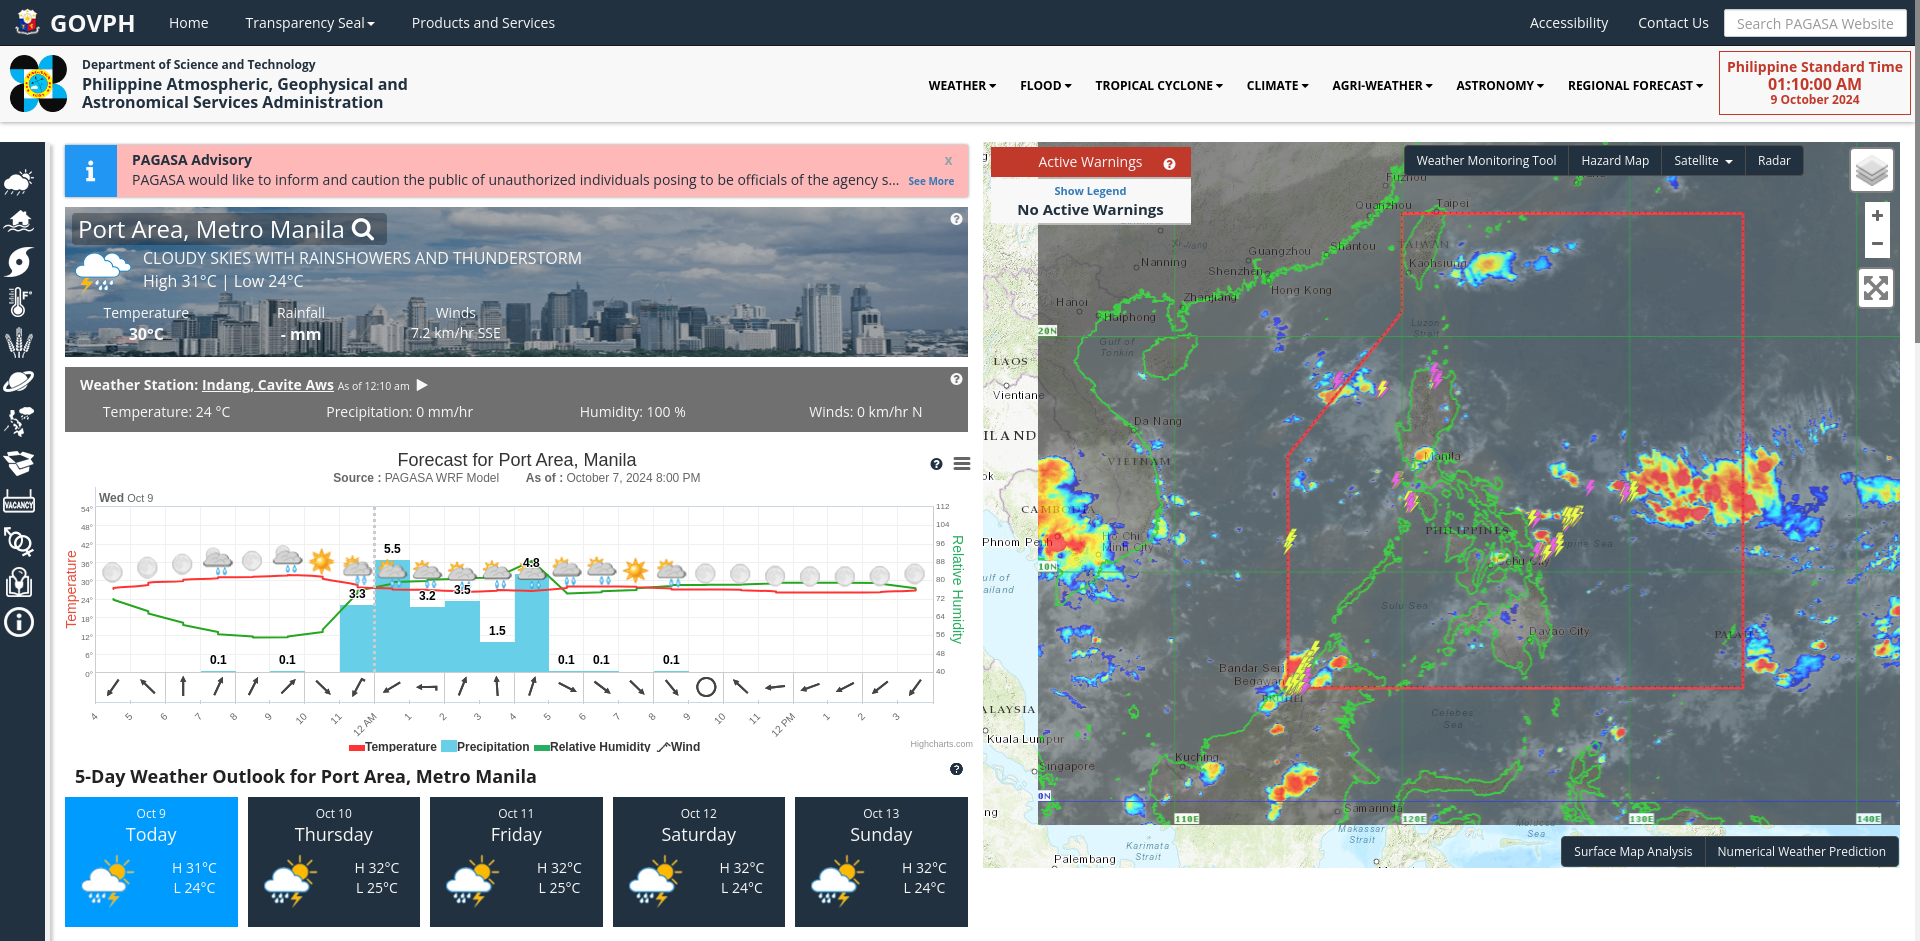 GOVPH
Home
Transparency Seal
Products and Services
Accessibility
Contact Us
Search PAGASA Website
Department of Science and Technology
Philippine Atmospheric, Geophysical and
Astronomical Services Administration
WEATHER
FLOOD
TROPICAL CYCLONE
CLIMATE
AGRI-WEATHER
ASTRONOMY
REGIONAL FORECAST
Philippine Standard Time
01:10:00 AM
9 October 2024
PAGASA Advisory
x
PAGASA would like to inform and caution the public of unauthorized individuals posing to be officials of the agency s... See More
Port Area, Metro Manila
CLOUDY SKIES WITH RAINSHOWERS AND THUNDERSTORM
High 31°C | Low 24°C
Temperature Rainfall Winds
30°C - mm 7.2 km/hr SSE
Weather Station: Indang, Cavite Aws As of 12:10 am
Temperature: 24 °C Precipitation: 0 mm/hr Humidity: 100 % Winds: 0 km/hr N
Forecast for Port Area, Manila
Source : PAGASA WRF Model As of : October 7, 2024 8:00 PM
Wed Oct 9
Temperature
54°
48°
42°
36°
30°
24°
18°
12°
6°
0°
Relative Humidity
112
104
96
88
80
72
64
56
48
40
0.1 0.1 3.3 5.5 3.2 3.5 1.5 4.8 0.1 0.1 0.1
4 5 6 7 8 9 10 11 12 AM 1 2 3 4 5 6 7 8 9 10 11 12 PM 1 2 3
Temperature Precipitation Relative Humidity Wind
Highcharts.com
5-Day Weather Outlook for Port Area, Metro Manila
Oct 9
Today
H 31°C
L 24°C
Oct 10
Thursday
H 32°C
L 25°C
Oct 11
Friday
H 32°C
L 25°C
Oct 12
Saturday
H 32°C
L 24°C
Oct 13
Sunday
H 32°C
L 24°C
VACANCY
Active Warnings
Show Legend
No Active Warnings
Weather Monitoring Tool
Hazard Map
Satellite
Radar
+
−
Fuzhou
Quanzhou
Taipei
TAIWAN
Xi Jiang
Guangzhou
Shantou
Nanning
Shenzhen
Kaohsiung
Hong Kong
Hanoi
Zhanjiang
Haiphong
20N
Luzon
Strait
Gulf of
Tonkin
LAOS
Vientiane
Da Nang
ILAND
VIETNAM
Manila
ok
CAMBODIA
PHILIPPINES
Phnom Penh
Ho Chi
Minh City
pine Sea
Cebu City
10N
ulf of
ailand
Sulu Sea
Davao City
PALAU
Bandar Seri
Begawan
BRUNEI
ALAYSIA
Celebes
Sea
Kuala Lumpur
Kuching
Singapore
0N
ng
Samarinda
110E
120E
130E
140E
Makassar
Strait
Molucca
Sea
Karimata
Strait
Palembang
Surface Map Analysis
Numerical Weather Prediction